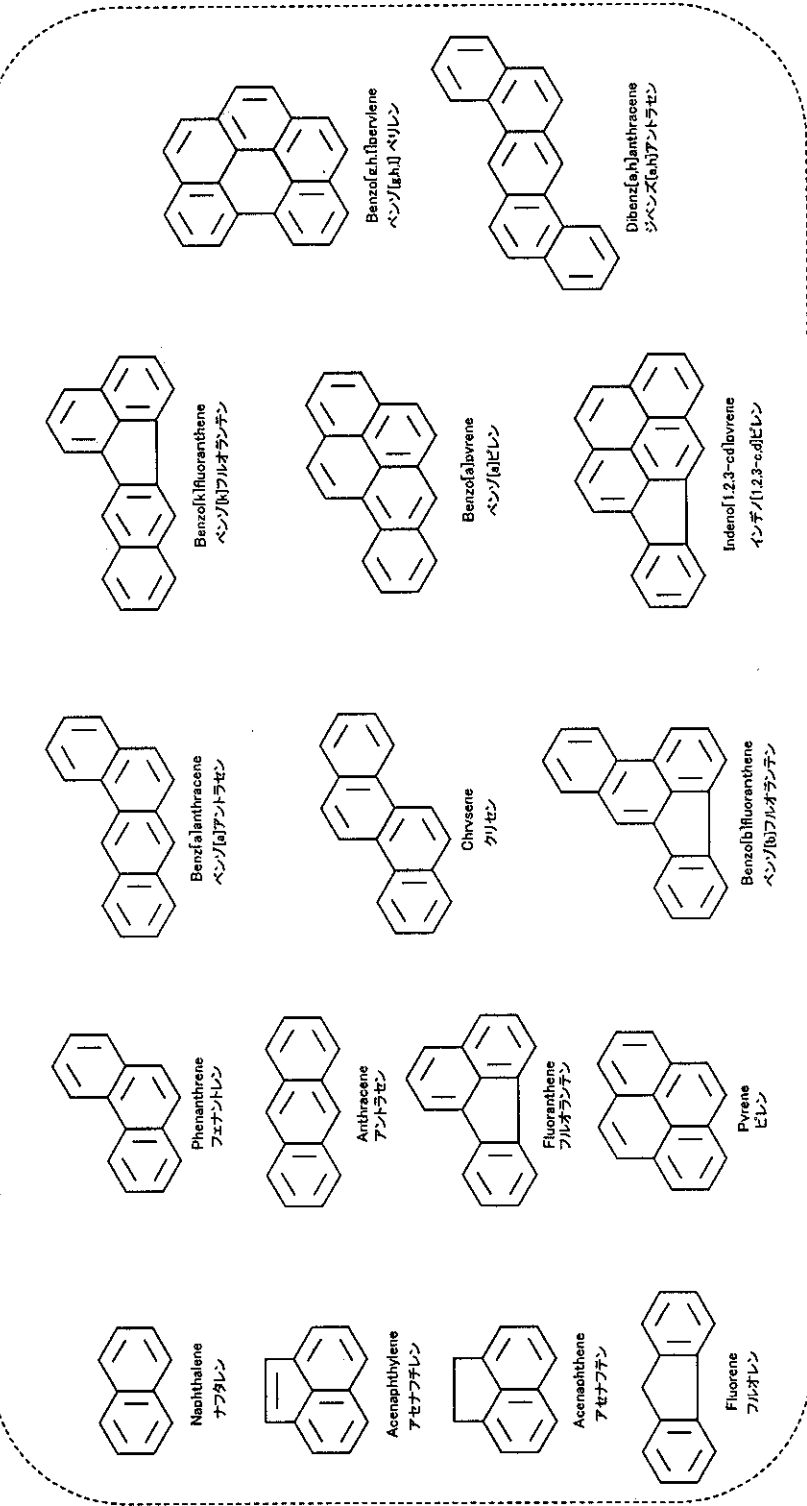 Naphthalene
ナフタレン
Acenaphthylene
アセナフチレン
Acenaphthene
アセナフテン
Fluorene
フルオレン
Phenanthrene
フェナントレン
Anthracene
アントラセン
Fluoranthene
フルオランテン
Pyrene
ピレン
Benz[a]anthracene
ベンゾ[a]アントラセン
Chrysene
クリセン
Benzo[b]fluoranthene
ベンゾ[b]フルオランテン
Benzo[k]fluoranthene
ベンゾ[k]フルオランテン
Benzo[a]pyrene
ベンゾ[a]ピレン
Indeno[1,2,3-cd]pyrene
インデノ[1,2,3-c,d]ピレン
Benzo[g,h,I]perylene
ベンゾ[g,h,I] ペリレン
Dibenz[a,h]anthracene
ジベンズ[a,h]アントラセン